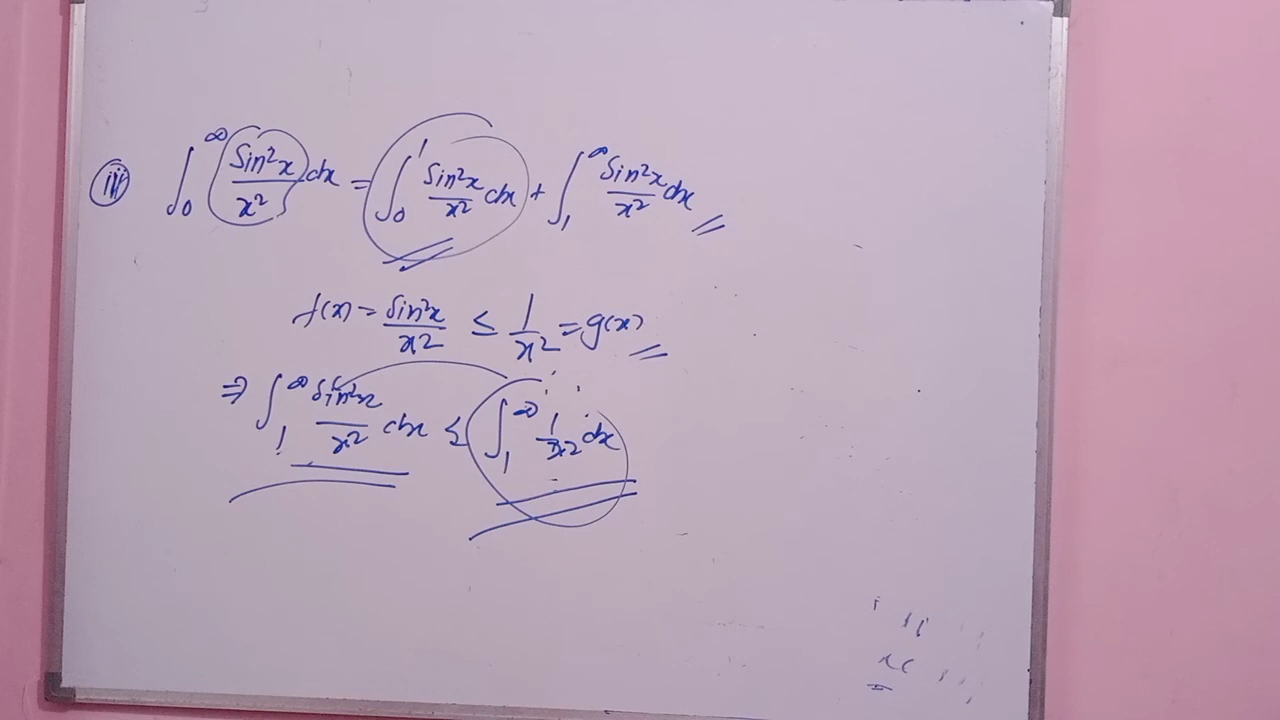 (iii) ∫₀^∞ (Sin²x / x²) dx = ∫₀¹ Sin²x / x² dx + ∫₁^∞ Sin²x / x² dx
f(x) = Sin²x / x² ≤ 1 / x² = g(x)
⇒ ∫₁^∞ Sin²x / x² dx ≤ ∫₁^∞ 1 / x² dx